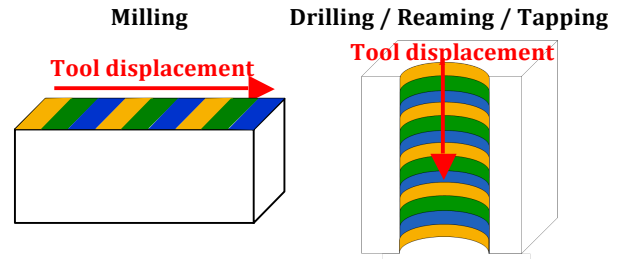 Milling
Drilling / Reaming / Tapping
Tool displacement
Tool displacement